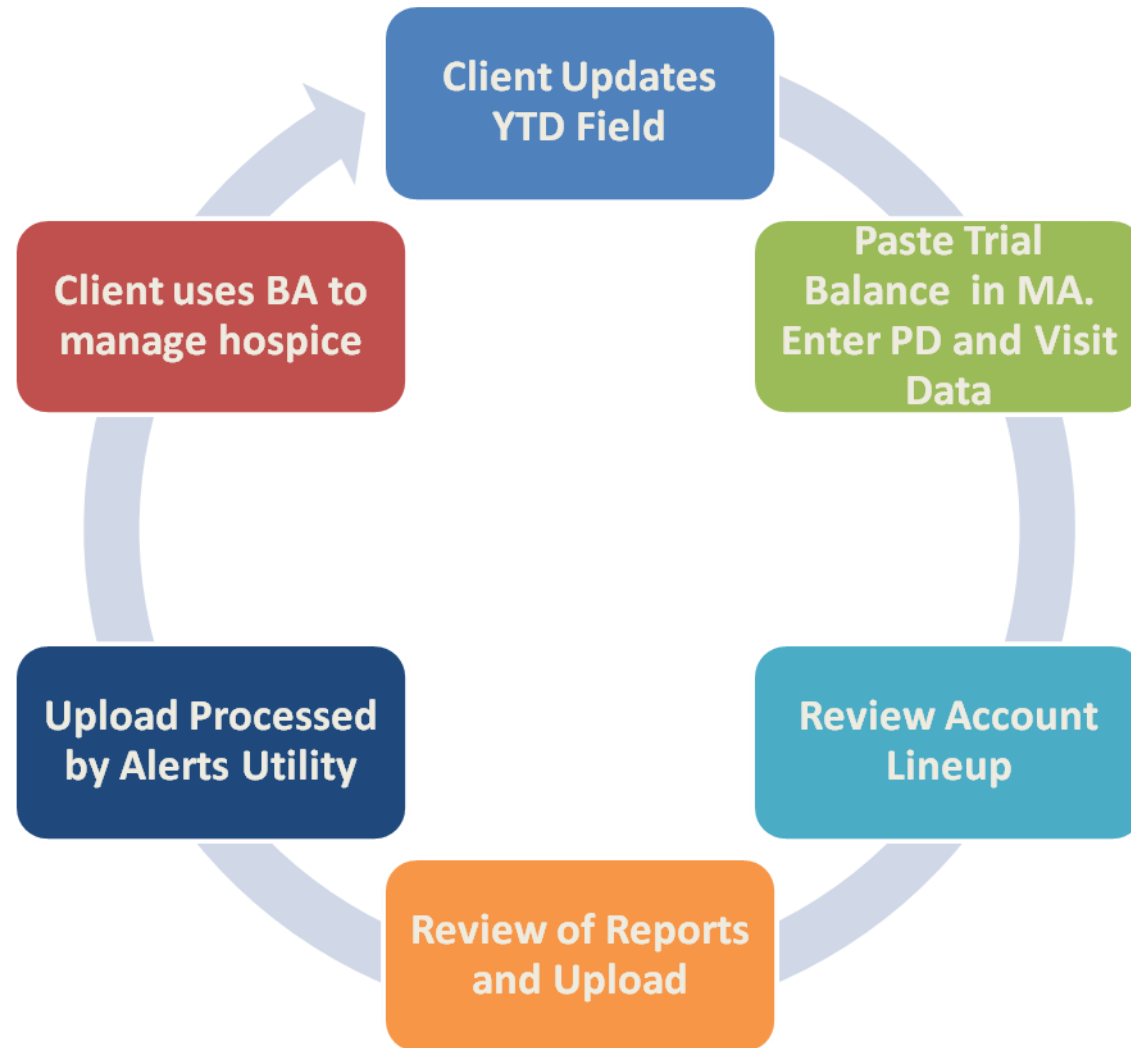 Client Updates
YTD Field
Paste Trial
Balance  in MA.
Enter PD and Visit
Data
Review Account
Lineup
Review of Reports
and Upload
Upload Processed
by Alerts Utility
Client uses BA to
manage hospice